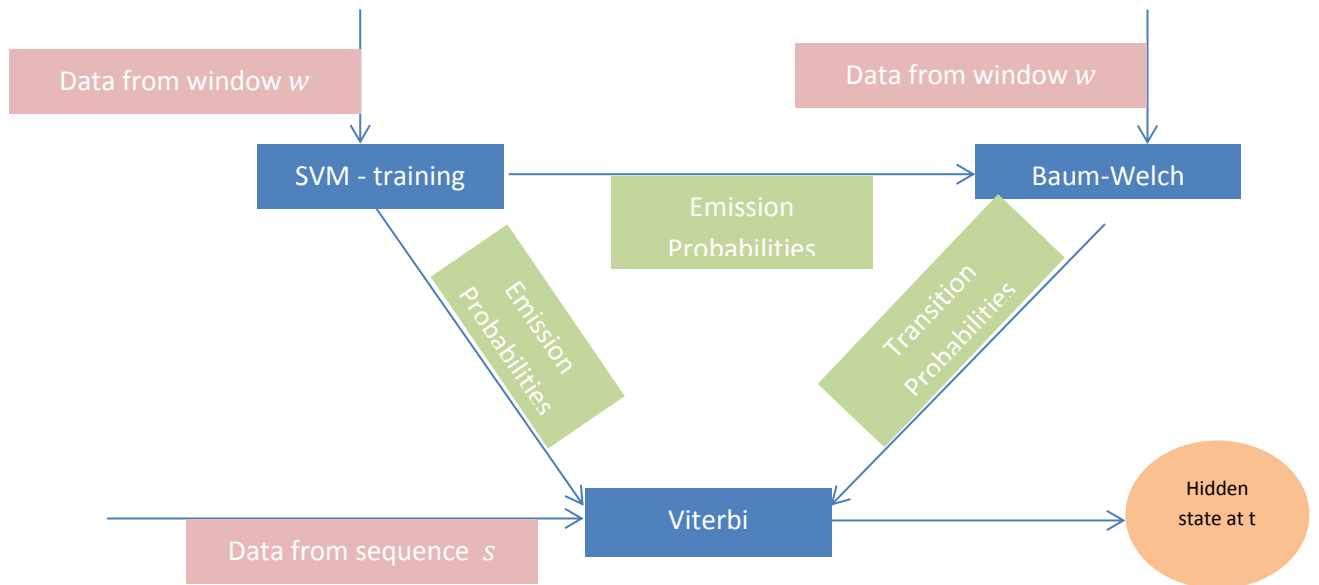 Data from window w
Data from window w
SVM - training
Baum-Welch
Emission
Probabilities
Emission
Probabilities
Transition
Probabilities
Viterbi
Hidden
state at t
Data from sequence s